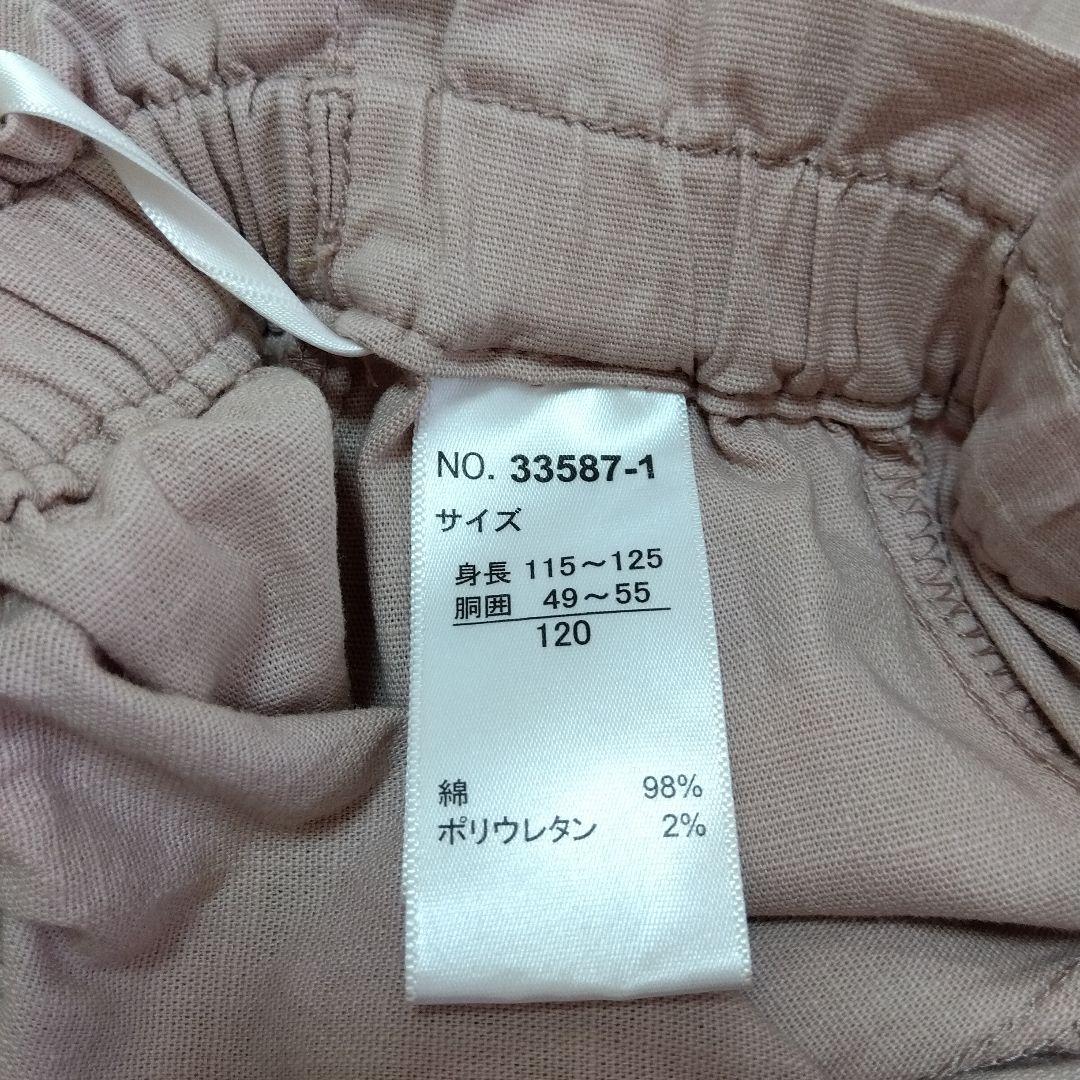 NO. 33587-1
サイズ
身長 115～125
胴囲 49～55
120
綿 98%
ポリウレタン 2%